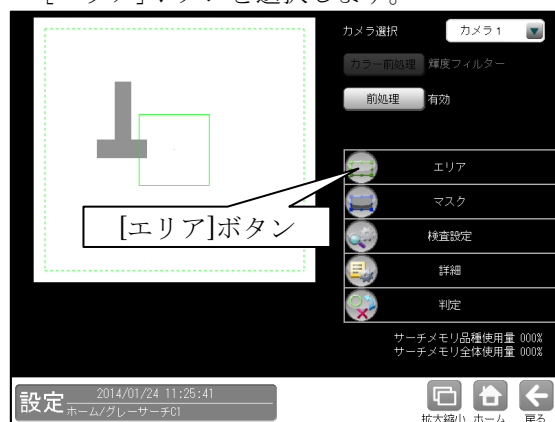 [エリア]ボタンを選択します。
カメラ選択 カメラ1
カラー前処理 輝度フィルター
前処理 有効
エリア
[エリア]ボタン
マスク
検査設定
詳細
判定
サーチメモリ品種使用量 000%
サーチメモリ全体使用量 000%
設定 2014/01/24 11:25:41
ホーム/グレーサーチC1
拡大縮小 ホーム 戻る